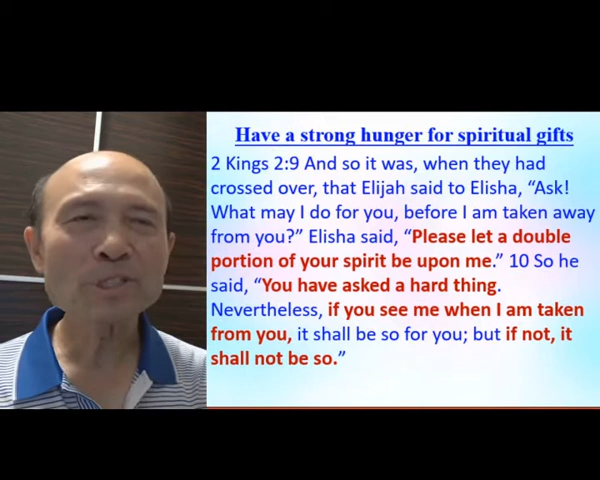 Have a strong hunger for spiritual gifts
2 Kings 2:9 And so it was, when they had
crossed over, that Elijah said to Elisha, “Ask!
What may I do for you, before I am taken away
from you?” Elisha said, “Please let a double
portion of your spirit be upon me.” 10 So he
said, “You have asked a hard thing.
Nevertheless, if you see me when I am taken
from you, it shall be so for you; but if not, it
shall not be so.”